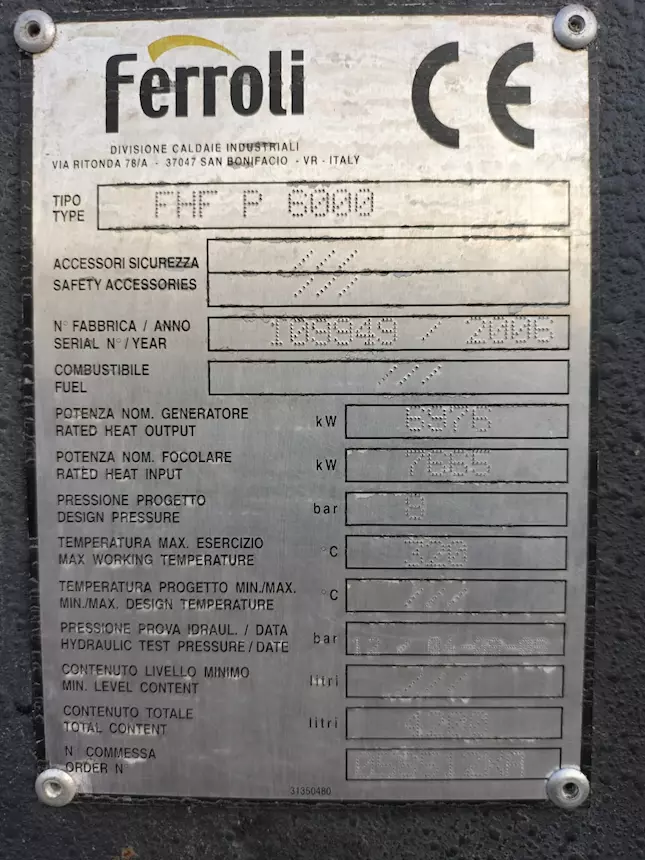 Ferroli CE
DIVISIONE CALDAIE INDUSTRIALI
VIA RITONDA 78/A - 37047 SAN BONIFACIO - VR - ITALY
TIPO
TYPE
FHF P 6000
ACCESSORI SICUREZZA
SAFETY ACCESSORIES
///
///
N° FABBRICA / ANNO
SERIAL N°/YEAR
108949 / 2006
COMBUSTIBILE
FUEL
///
POTENZA NOM. GENERATORE
RATED HEAT OUTPUT
kW 6976
POTENZA NOM. FOCOLARE
RATED HEAT INPUT
kW
PRESSIONE PROGETTO
DESIGN PRESSURE
bar
TEMPERATURA MAX. ESERCIZIO
MAX WORKING TEMPERATURE
°C 320
TEMPERATURA PROGETTO MIN./MAX.
MIN./MAX. DESIGN TEMPERATURE
°C ///
PRESSIONE PROVA IDRAUL. / DATA
HYDRAULIC TEST PRESSURE/DATE
bar
CONTENUTO LIVELLO MINIMO
MIN. LEVEL CONTENT
litri ///
CONTENUTO TOTALE
TOTAL CONTENT
litri
N COMMESSA
ORDER N
31350480